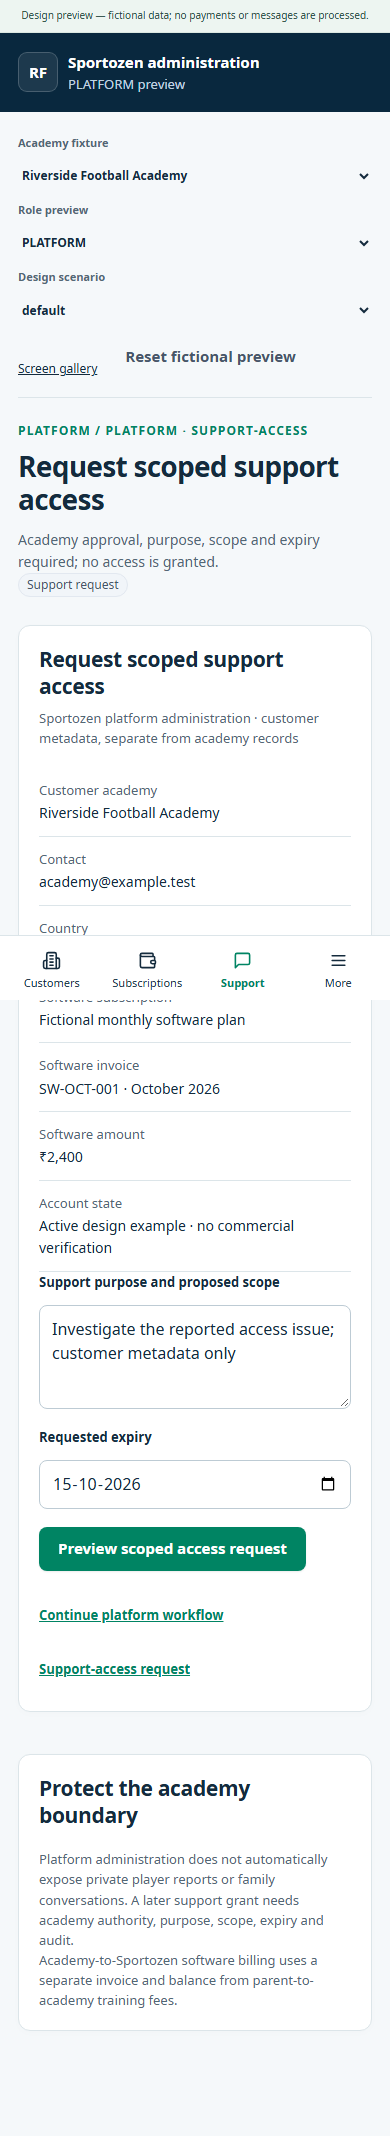 Design preview — fictional data; no payments or messages are processed.
RF
Sportozen administration
PLATFORM preview
Academy fixture
Riverside Football Academy
Role preview
PLATFORM
Design scenario
default
Screen gallery
Reset fictional preview
PLATFORM / PLATFORM · SUPPORT-ACCESS
Request scoped support
access
Academy approval, purpose, scope and expiry
required; no access is granted.
Support request
Request scoped support
access
Sportozen platform administration · customer
metadata, separate from academy records
Customer academy
Riverside Football Academy
Contact
academy@example.test
Country
Customers
Subscriptions
Support
More
Software subscription
Fictional monthly software plan
Software invoice
SW-OCT-001 · October 2026
Software amount
₹2,400
Account state
Active design example · no commercial
verification
Support purpose and proposed scope
Investigate the reported access issue;
customer metadata only
Requested expiry
15-10-2026
Preview scoped access request
Continue platform workflow
Support-access request
Protect the academy
boundary
Platform administration does not automatically
expose private player reports or family
conversations. A later support grant needs
academy authority, purpose, scope, expiry and
audit.
Academy-to-Sportozen software billing uses a
separate invoice and balance from parent-to-
academy training fees.